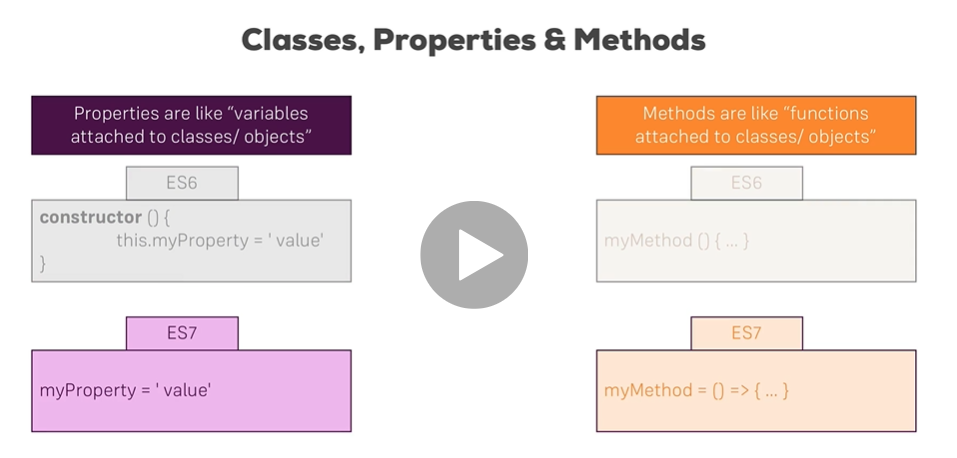 Classes, Properties & Methods
Properties are like “variables
attached to classes/ objects”
ES6
constructor () {
this.myProperty = ' value'
}
ES7
myProperty = ' value'
Methods are like “functions
attached to classes/ objects”
ES6
myMethod () { ... }
ES7
myMethod = () => { ... }